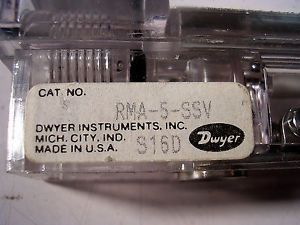 CAT NO.
RMA-5-SSV
DWYER INSTRUMENTS, INC.
MICH. CITY, IND.
MADE IN U.S.A.
S16D
Dwyer